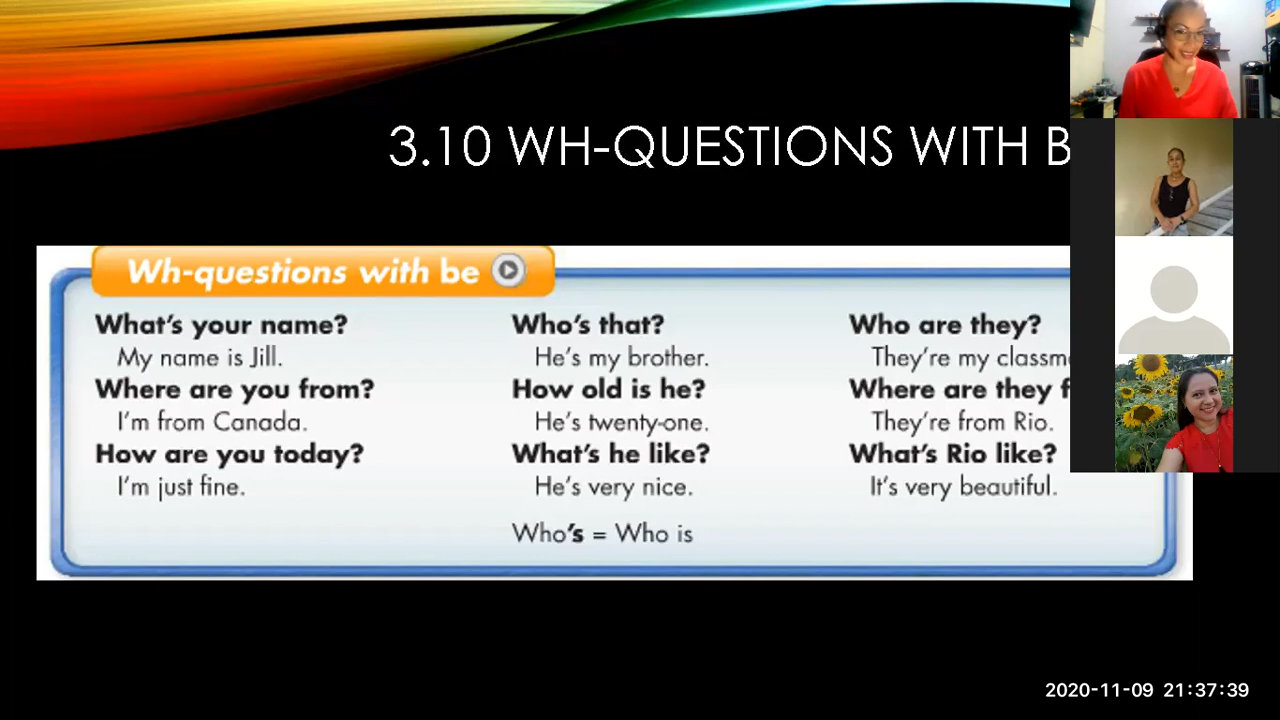 3.10 WH-QUESTIONS WITH B
Wh-questions with be
What's your name?
My name is Jill.
Where are you from?
I'm from Canada.
How are you today?
I'm just fine.
Who's that?
He's my brother.
How old is he?
He's twenty-one.
What's he like?
He's very nice.
Who's = Who is
Who are they?
They're my classm
Where are they f
They're from Rio.
What's Rio like?
It's very beautiful.
2020-11-09 21:37:39